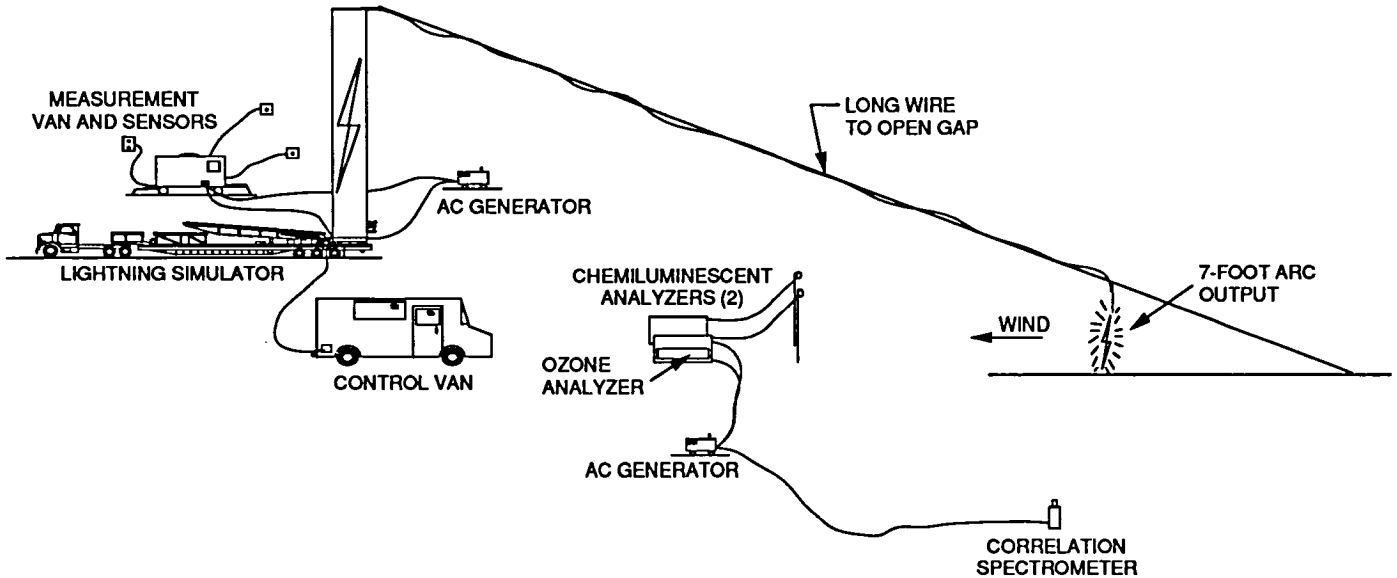 MEASUREMENT
VAN AND SENSORS
LONG WIRE
TO OPEN GAP
AC GENERATOR
LIGHTNING SIMULATOR
CHEMILUMINESCENT
ANALYZERS (2)
7-FOOT ARC
OUTPUT
WIND
OZONE
ANALYZER
CONTROL VAN
AC GENERATOR
CORRELATION
SPECTROMETER